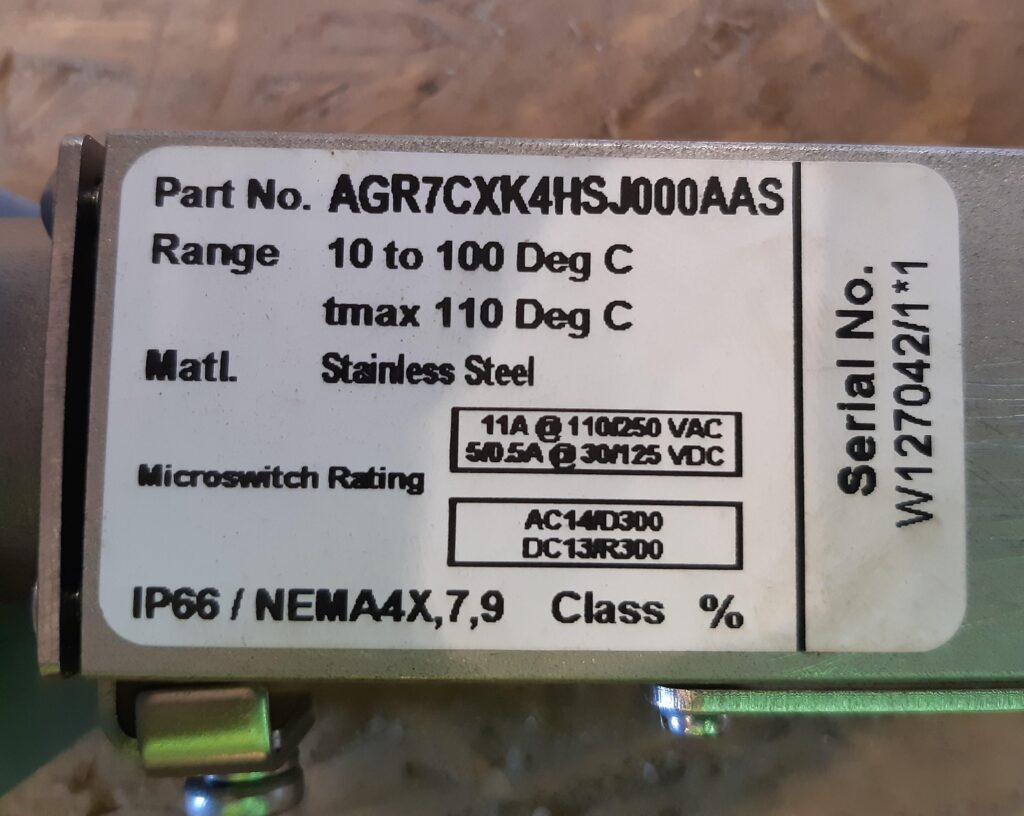 Part No. AGR7CXK4HSJ000AAS
Range 10 to 100 Deg C
tmax 110 Deg C
Matl. Stainless Steel
Microswitch Rating
11A @ 110/250 VAC
5/0.5A @ 30/125 VDC
AC14/D300
DC13/R300
IP66 / NEMA4X,7,9 Class %
Serial No.
W127042/1*1